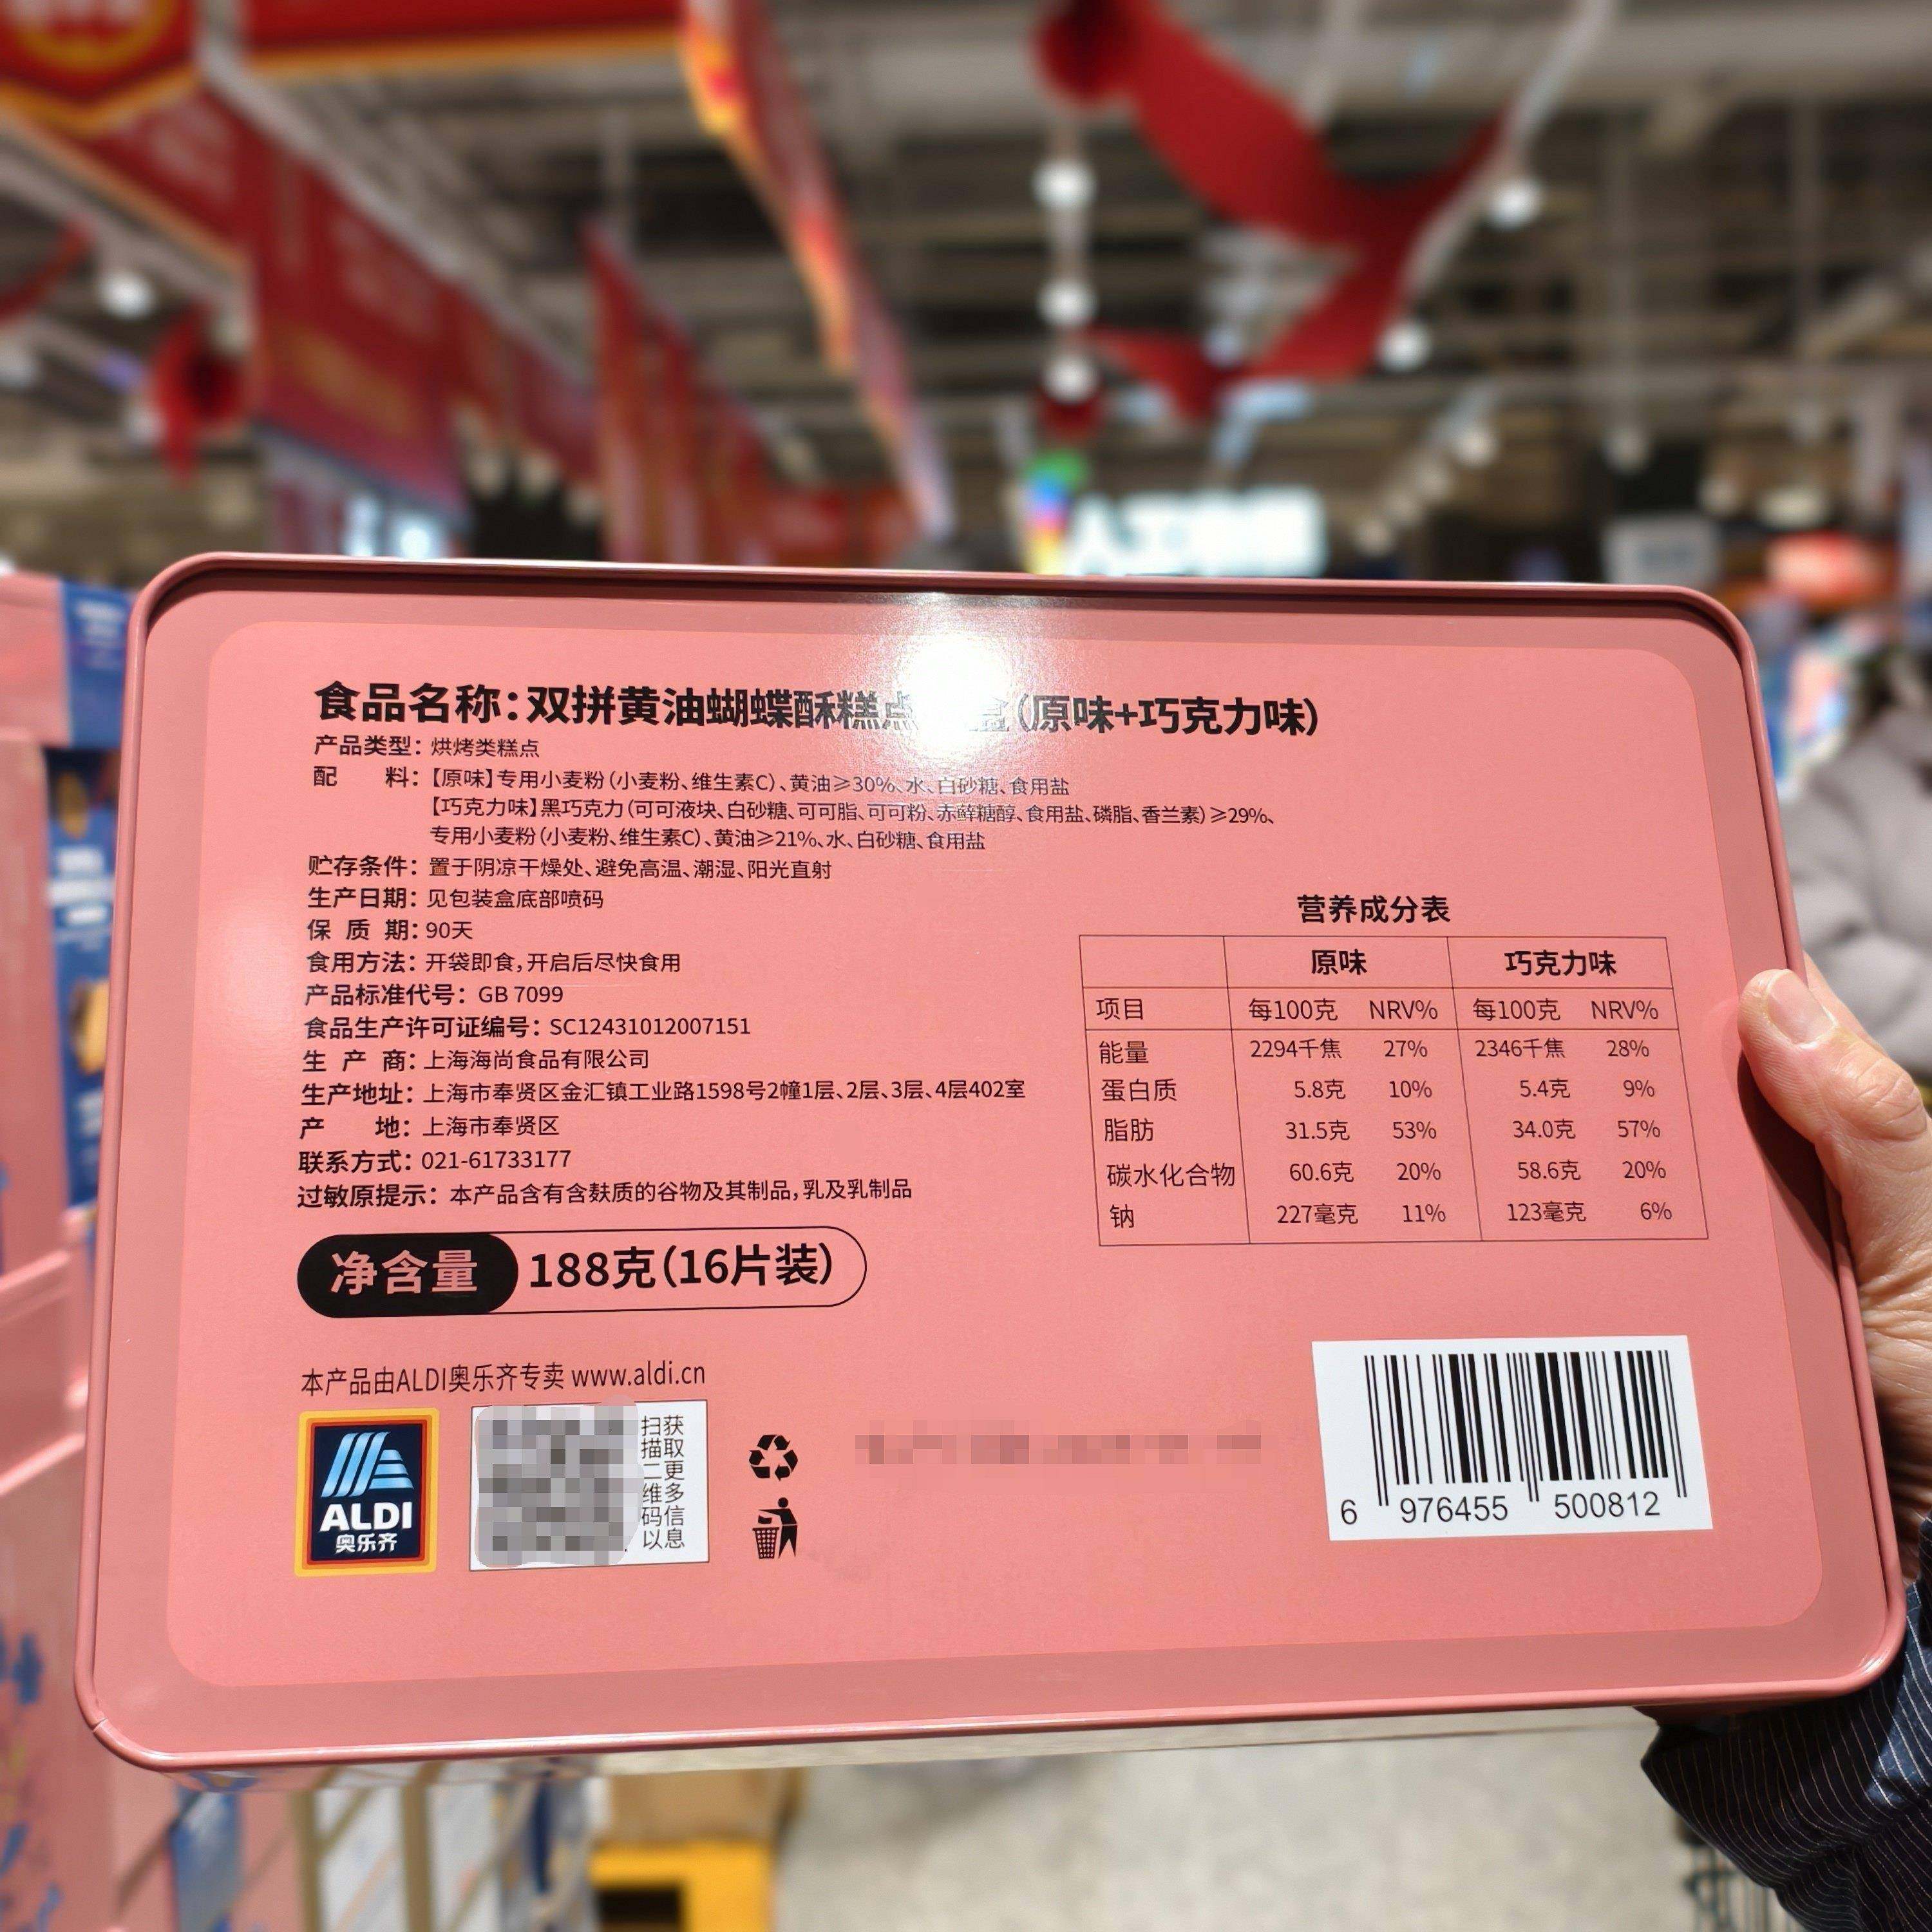 食品名称：双拼黄油蝴蝶酥糕点 盒（原味+巧克力味）
产品类型：烘烤类糕点
配 料：【原味】专用小麦粉（小麦粉、维生素C）、黄油≥30%、水、白砂糖、食用盐
【巧克力味】黑巧克力（可可液块、白砂糖、可可脂、可可粉、赤藓糖醇、食用盐、磷脂、香兰素）≥29%、
专用小麦粉（小麦粉、维生素C）、黄油≥21%、水、白砂糖、食用盐
贮存条件：置于阴凉干燥处、避免高温、潮湿、阳光直射
生产日期：见包装盒底部喷码
保 质 期：90天
食用方法：开袋即食，开启后尽快食用
产品标准代号：GB 7099
食品生产许可证编号：SC12431012007151
生 产 商：上海海尚食品有限公司
生产地址：上海市奉贤区金汇镇工业路1598号2幢1层、2层、3层、4层402室
产 地：上海市奉贤区
联系方式：021-61733177
过敏原提示：本产品含有含麸质的谷物及其制品，乳及乳制品
净含量 188克（16片装）
营养成分表
原味 巧克力味
项目 每100克 NRV% 每100克 NRV%
能量 2294千焦 27% 2346千焦 28%
蛋白质 5.8克 10% 5.4克 9%
脂肪 31.5克 53% 34.0克 57%
碳水化合物 60.6克 20% 58.6克 20%
钠 227毫克 11% 123毫克 6%
本产品由ALDI奥乐齐专卖 www.aldi.cn
ALDI
奥乐齐
扫描二维码以
获取更多信息
6 976455 500812